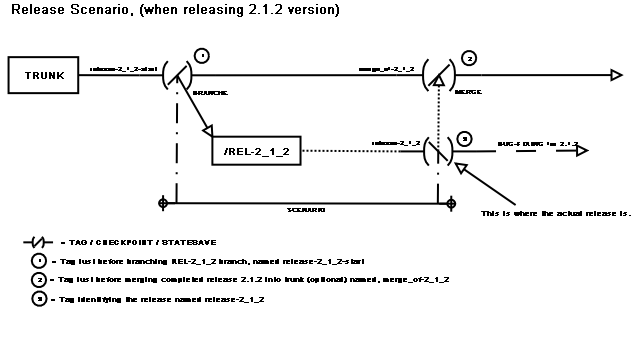 Release Scenario, (when releasing 2.1.2 version)
1
2
TRUNK
release-2_1_2-start
merge_of-2_1_2
BRANCHE
MERGE
3
/REL-2_1_2
release-2_1_2
BUG-FIXING for 2.1.2
SCENARIO
This is where the actual release is.
= TAG / CHECKPOINT / STATESAVE
1 = Tag just before branching REL-2_1_2 branch, named release-2_1_2-start
2 = Tag just before merging completed release 2.1.2 into trunk (optional) named, merge_of-2_1_2
3 = Tag identifying the release named release-2_1_2